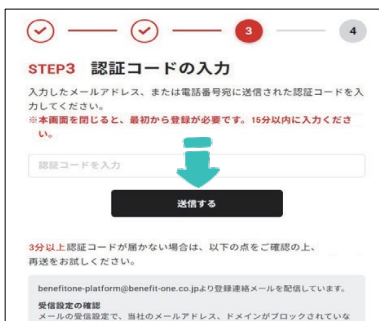 3
4
STEP3 認証コードの入力
入力したメールアドレス、または電話番号宛に送信された認証コードを入
力してください。
※本画面を閉じると、最初から登録が必要です。15分以内に入力くださ
い。
認証コードを入力
送信する
3分以上認証コードが届かない場合は、以下の点をご確認の上、
再送をお試しください。
benefitone-platform@benefit-one.co.jpより登録連絡メールを配信しています。
受信設定の確認
メールの受信設定で、当社のメールアドレス、ドメインがブロックされていな